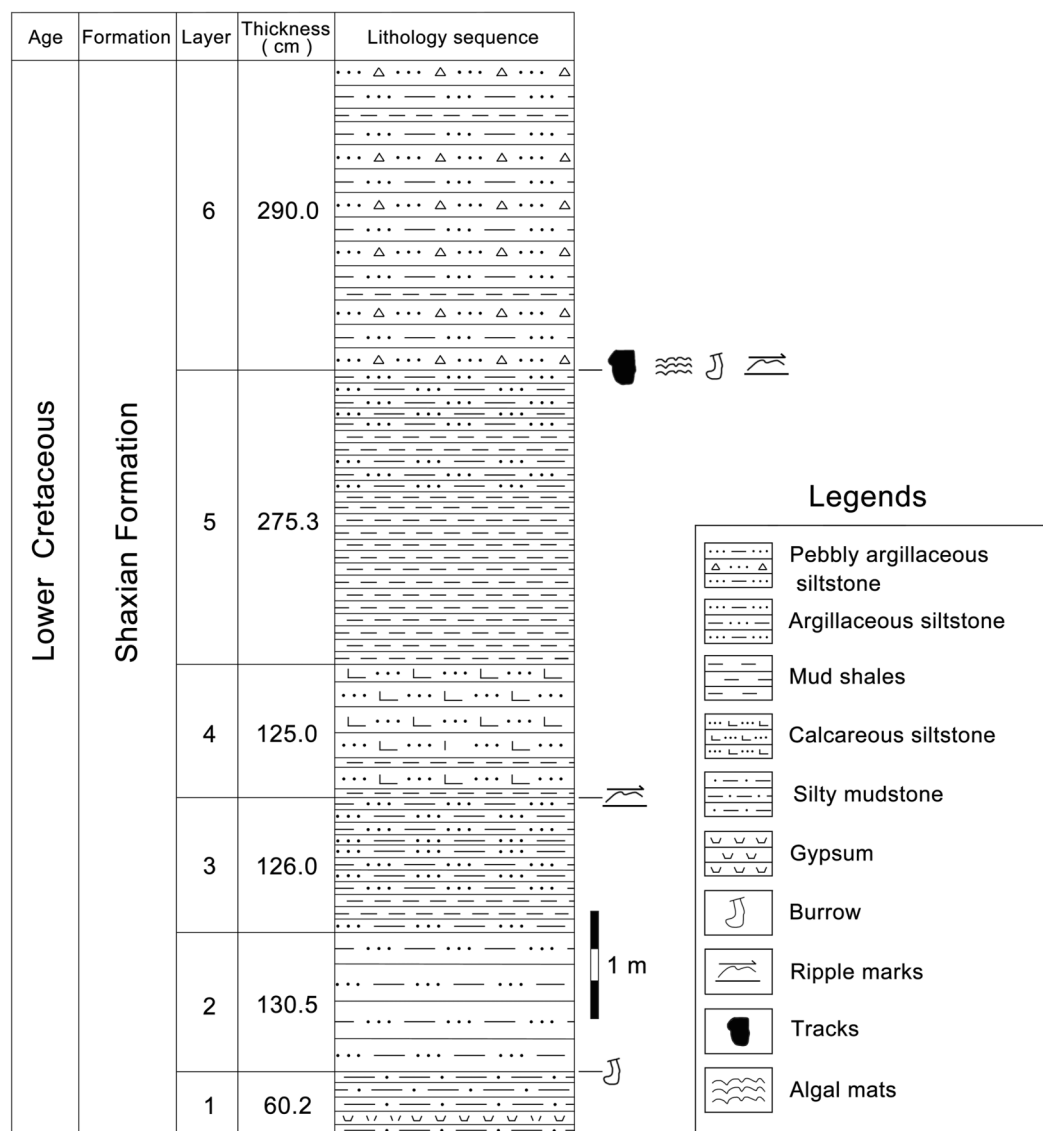 Age Formation Layer Thickness Lithology sequence
( cm )
6 290.0
5 275.3
4 125.0
3 126.0
2 130.5
1 60.2
Lower Cretaceous
Shaxian Formation
1 m
Legends
Pebbly argillaceous
siltstone
Argillaceous siltstone
Mud shales
Calcareous siltstone
Silty mudstone
Gypsum
Burrow
Ripple marks
Tracks
Algal mats